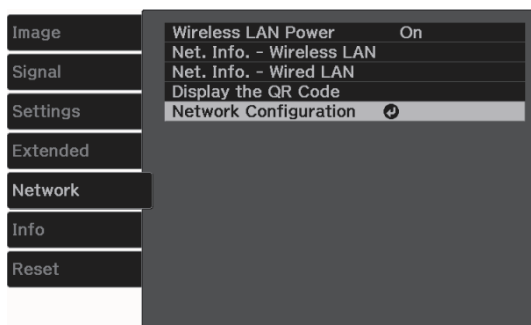 Image
Signal
Settings
Extended
Network
Info
Reset
Wireless LAN Power On
Net. Info. - Wireless LAN
Net. Info. - Wired LAN
Display the QR Code
Network Configuration